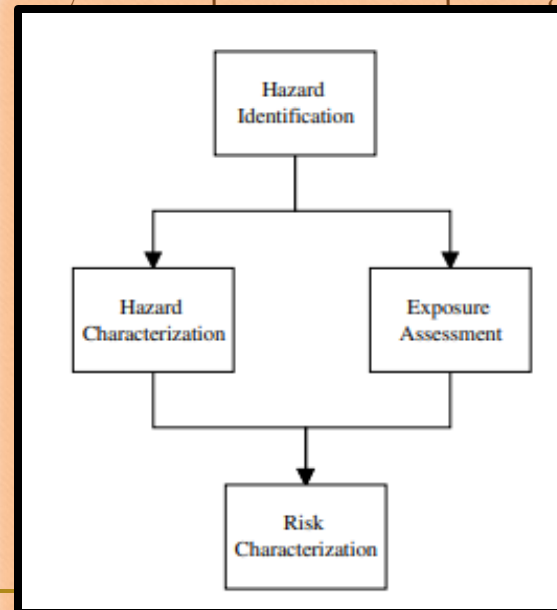 Hazard
Identification
Hazard
Characterization
Exposure
Assessment
Risk
Characterization